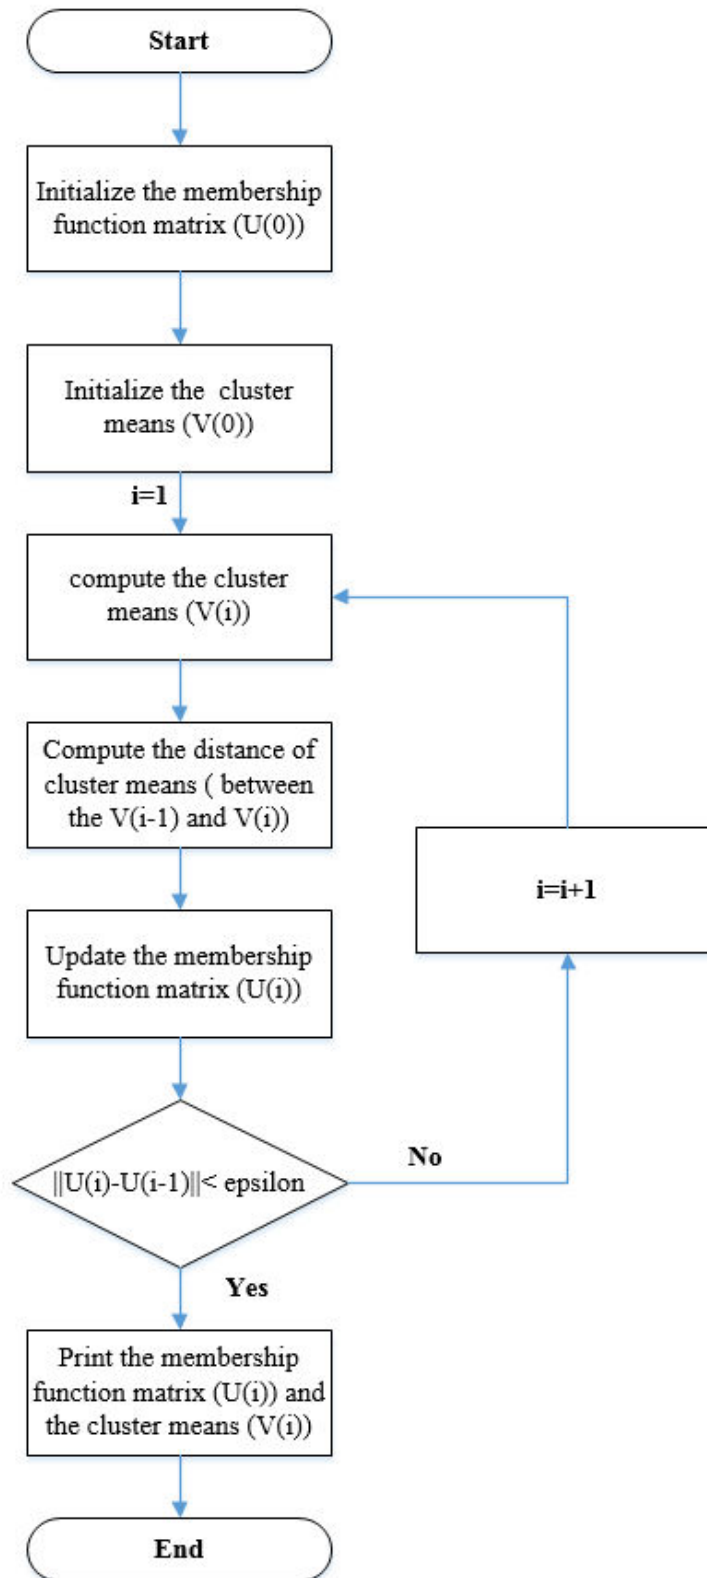 Start
Initialize the membership
function matrix (U(0))
Initialize the cluster
means (V(0))
i=1
compute the cluster
means (V(i))
Compute the distance of
cluster means ( between
the V(i-1) and V(i))
i=i+1
Update the membership
function matrix (U(i))
||U(i)-U(i-1)||< epsilon
No
Yes
Print the membership
function matrix (U(i)) and
the cluster means (V(i))
End